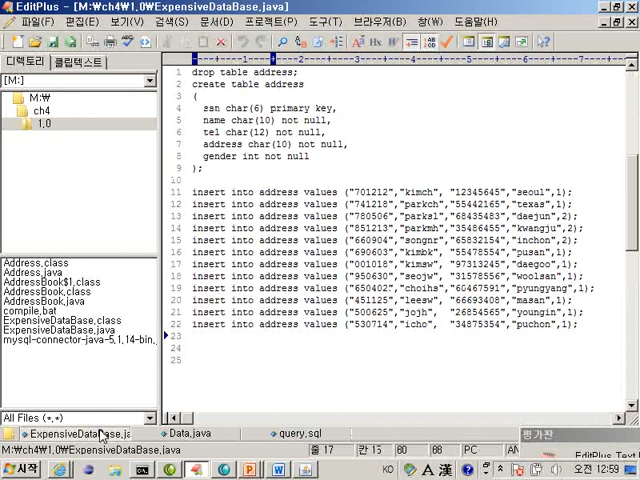 EditPlus - [M:\ch4\1,0\ExpensiveDataBase,java]
파일(F) 편집(E) 보기(V) 검색(S) 문서(D) 프로젝트(P) 도구(T) 브라우저(B) 창(W) 도움말(H)
디렉토리 클립텍스트
[M:]
M:\
ch4
1,0
Address,class
Address,java
AddressBook$1,class
AddressBook,class
AddressBook,java
compile,bat
ExpensiveDataBase,class
ExpensiveDataBase,java
mysql-connector-java-5,1,14-bin,
All Files (*,*)
1 drop table address;
2 create table address
3 (
4 ssn char(6) primary key,
5 name char(10) not null,
6 tel char(12) not null,
7 address char(10) not null,
8 gender int not null
9 );
10
11 insert into address values ("701212","kimch", "12345645","seoul",1);
12 insert into address values ("741218","parkch","55442165","texas",1);
13 insert into address values ("780506","parksl","68435483","daejun",2);
14 insert into address values ("851213","parkmh","35486455","kwangju",2);
15 insert into address values ("660904","songnr","65832154","inchon",2);
16 insert into address values ("690603","kimbk", "55478554","pusan",1);
17 insert into address values ("001018","kimsw", "97313245","daegoo",1);
18 insert into address values ("950630","seojw", "31578556","woolsan",1);
19 insert into address values ("650402","choihs","60467591","pyungyang",1);
20 insert into address values ("451125","leesw", "66693408","masan",1);
21 insert into address values ("500625","jojh", "26854565","youngin",1);
22 insert into address values ("530714","icho", "34875354","puchon",1);
23
24
25
ExpensiveDataBase,ja Data,java query,sql
평가잔
M:\ch4\1,0\ExpensiveDataBase,java 줄 17 칸 15 80 88 PC AN
EditPlus Text
시작 KO A 漢 오전 12:59